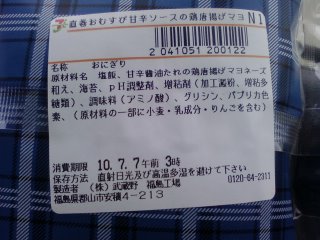 直巻おむすび甘辛ソースの鶏唐揚げマヨ N1
2 041051 200122
名称 おにぎり
原材料名 塩飯、甘辛醤油たれの鶏唐揚げマヨネーズ
和え、海苔、pH調整剤、増粘剤(加工澱粉、増粘多
糖類)、調味料(アミノ酸)、グリシン、パプリカ色
素、(原材料の一部に小麦・乳成分・りんごを含む)
消費期限 10.7.7午前 3時
保存方法 直射日光及び高温多湿を避けて下さい
製造者 (株)武蔵野 福島工場 0120-64-2311
福島県郡山市安積4-213